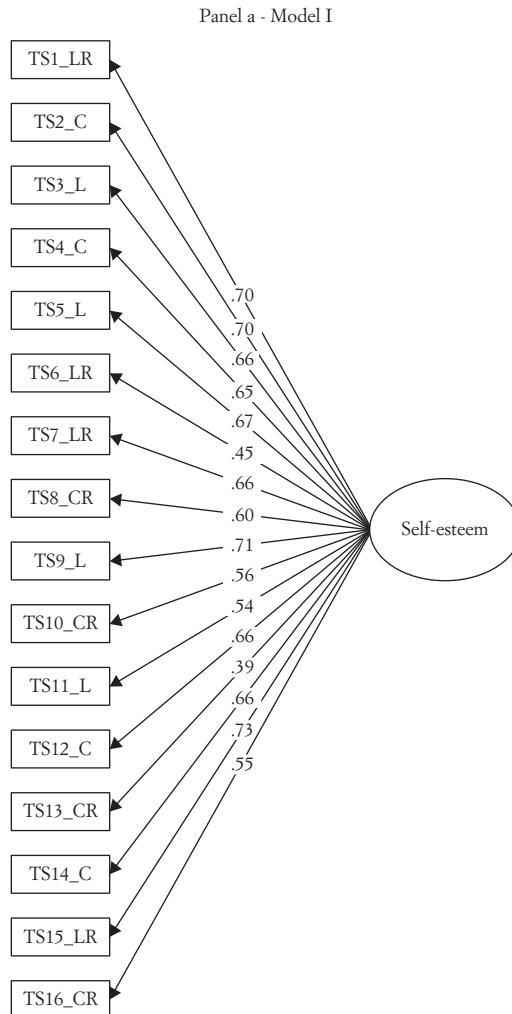 Panel a - Model I
TS1_LR
TS2_C
TS3_L
TS4_C
TS5_L
TS6_LR
TS7_LR
TS8_CR
TS9_L
TS10_CR
TS11_L
TS12_C
TS13_CR
TS14_C
TS15_LR
TS16_CR
.70
.70
.66
.65
.67
.45
.66
.60
.71
.56
.54
.66
.39
.66
.73
.55
Self-esteem